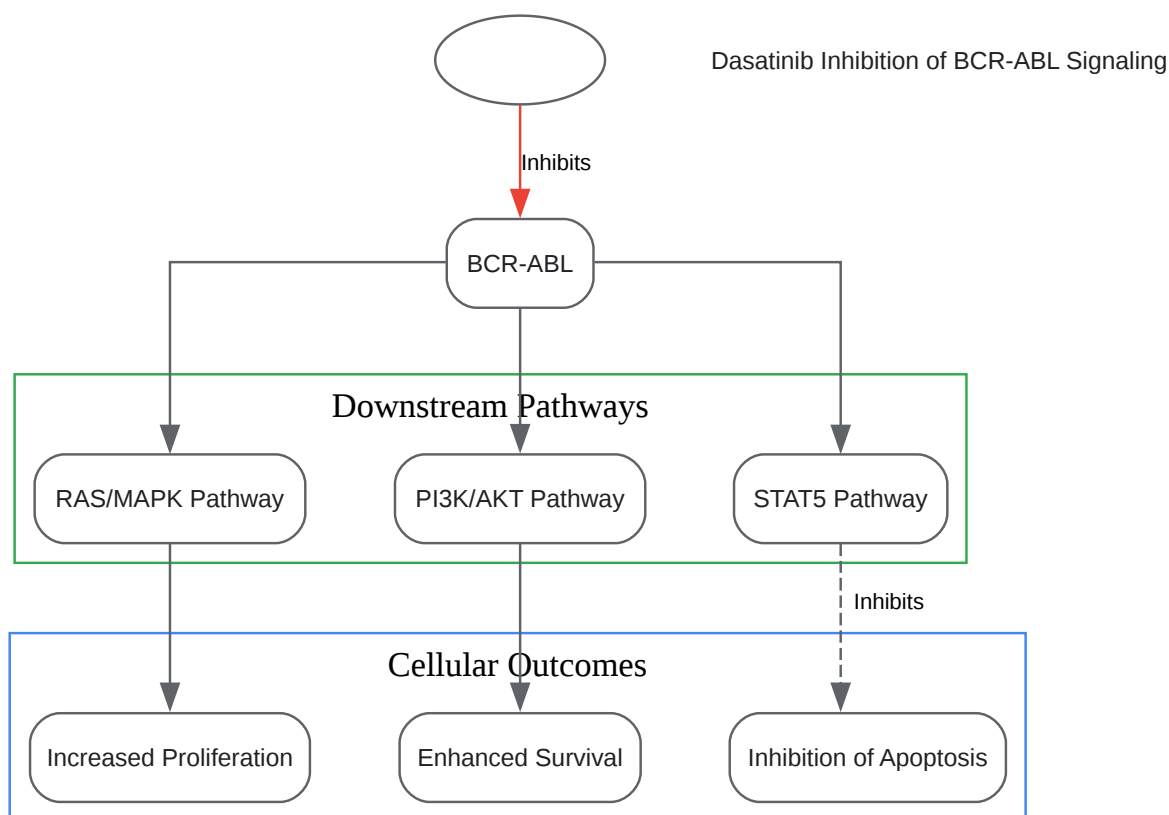 Dasatinib Inhibition of BCR-ABL Signaling
Inhibits
BCR-ABL
Downstream Pathways
RAS/MAPK Pathway
PI3K/AKT Pathway
STAT5 Pathway
Inhibits
Cellular Outcomes
Increased Proliferation
Enhanced Survival
Inhibition of Apoptosis